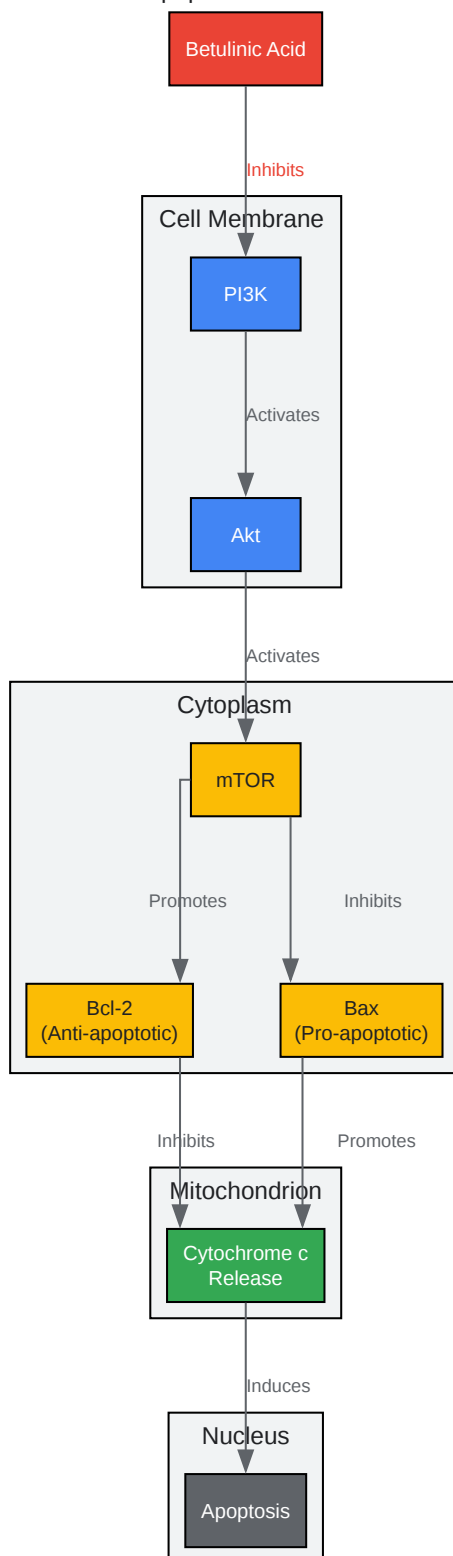 Betulinic Acid
Inhibits
Cell Membrane
PI3K
Activates
Akt
Activates
Cytoplasm
mTOR
Promotes
Inhibits
Bcl-2
(Anti-apoptotic)
Bax
(Pro-apoptotic)
Inhibits
Promotes
Mitochondrion
Cytochrome c
Release
Induces
Nucleus
Apoptosis